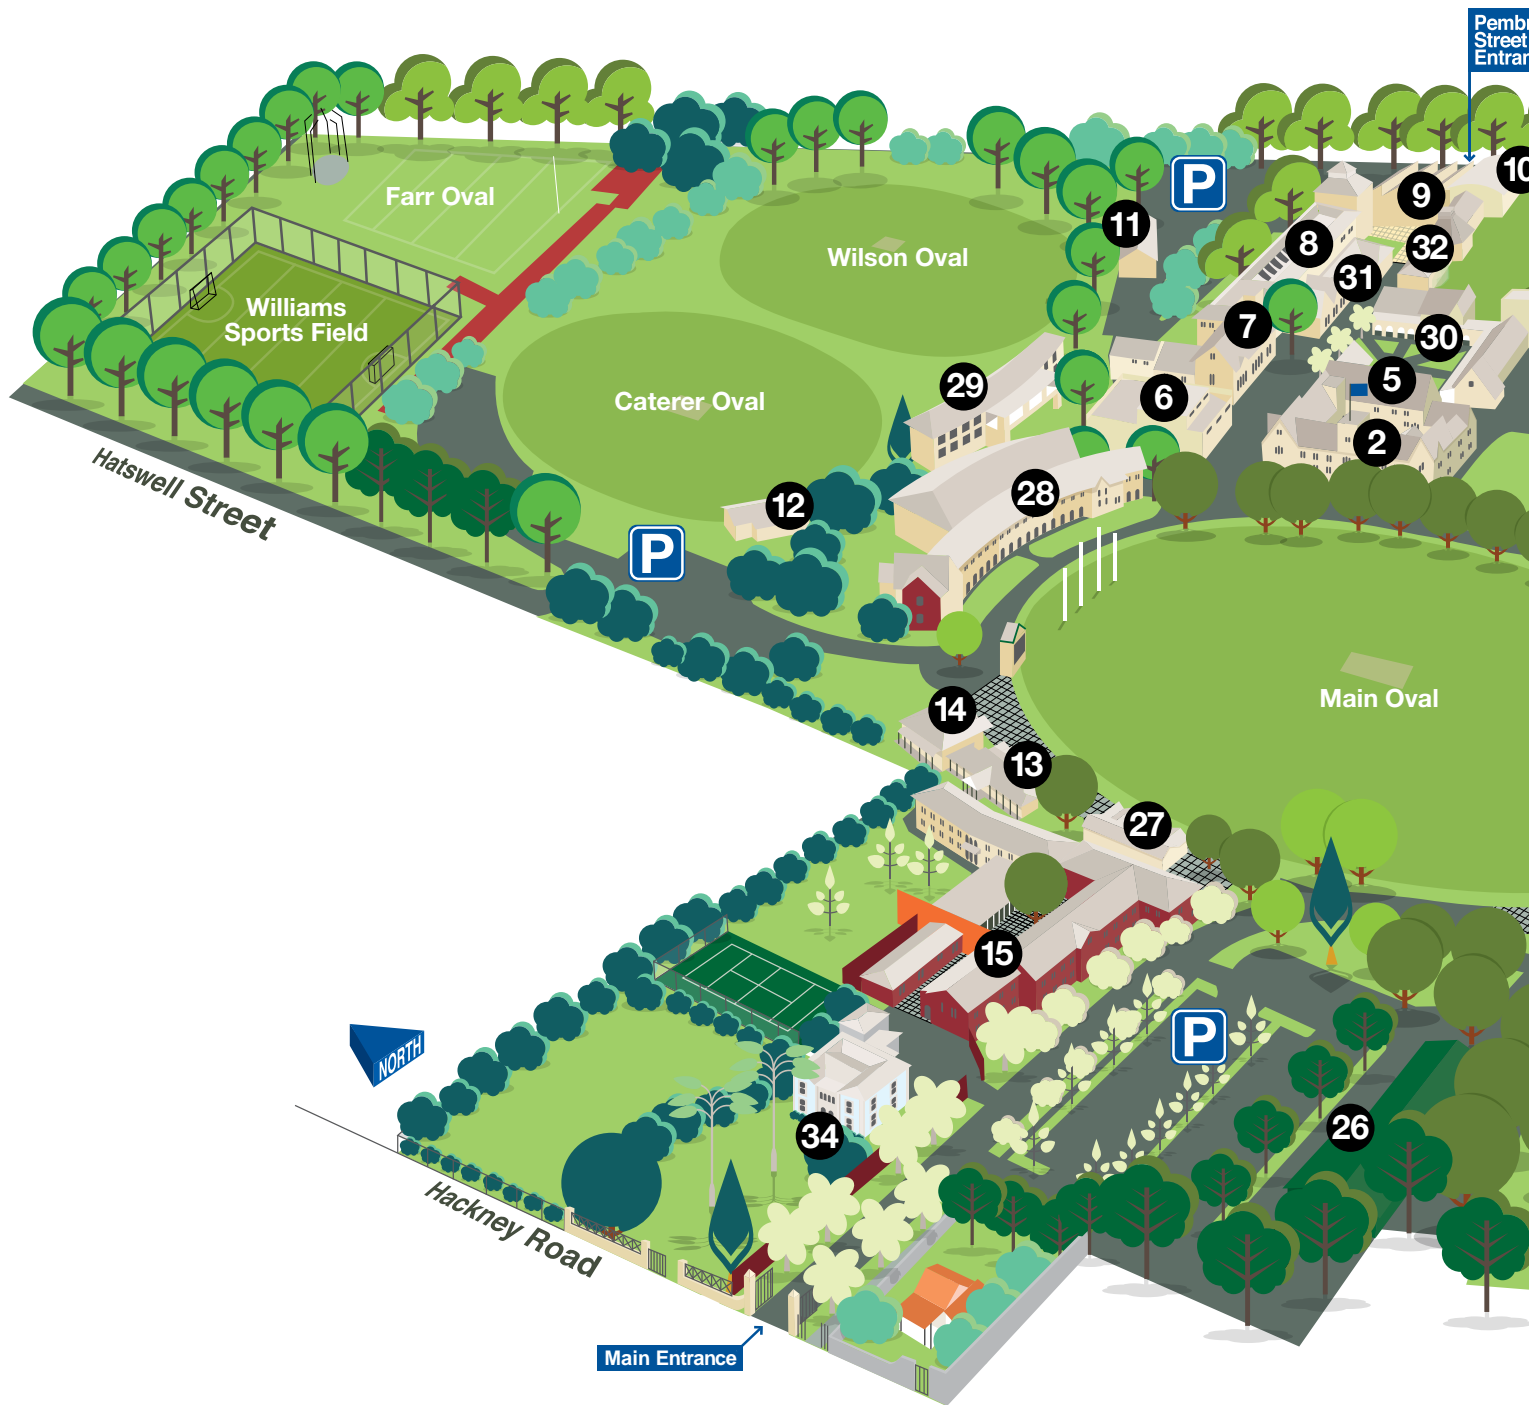 Pembr
Street
Entran
P
10
9
Farr Oval
11
8
32
Wilson Oval
31
Williams
Sports Field
7
30
5
29
6
Caterer Oval
2
Hatswell Street
28
12
P
Main Oval
14
13
27
15
P
NORTH
26
34
Hackney Road
Main Entrance